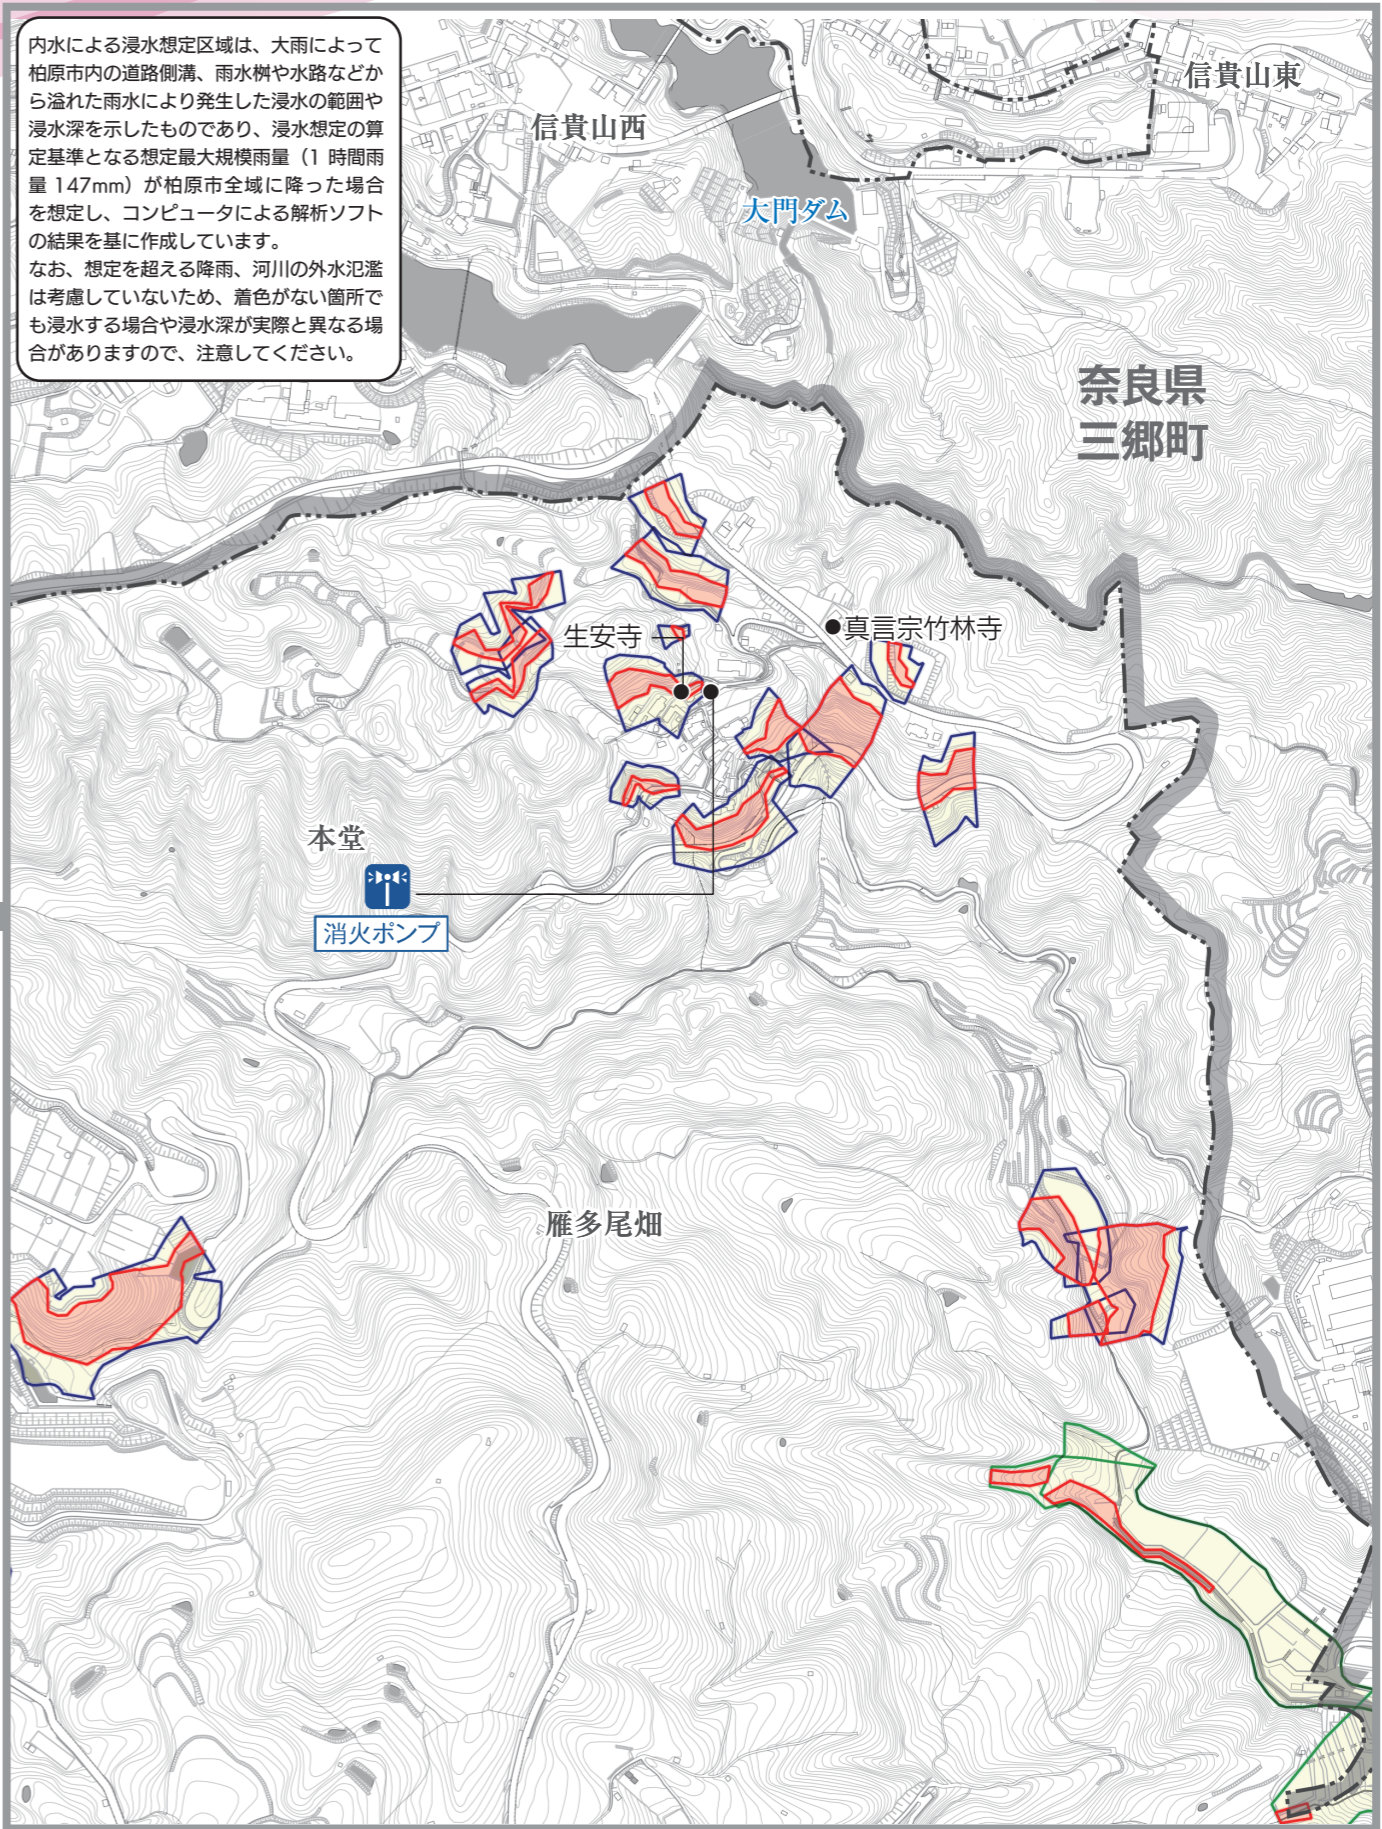 内水による浸水想定区域は、大雨によって
柏原市内の道路側溝、雨水桝や水路などか
ら溢れた雨水により発生した浸水の範囲や
浸水深を示したものであり、浸水想定の算
定基準となる想定最大規模雨量（1 時間雨
量 147mm）が柏原市全域に降った場合
を想定し、コンピュータによる解析ソフト
の結果を基に作成しています。
なお、想定を超える降雨、河川の外水氾濫
は考慮していないため、着色がない箇所で
も浸水する場合や浸水深が実際と異なる場
合がありますので、注意してください。
信貴山東
信貴山西
大門ダム
奈良県
三郷町
生安寺
真言宗竹林寺
本堂
消火ポンプ
雁多尾畑